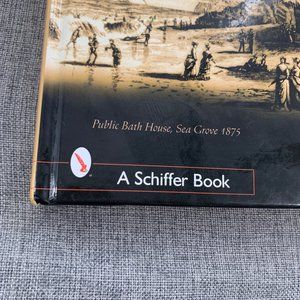 Public Bath House, Sea Grove 1875
A Schiffer Book